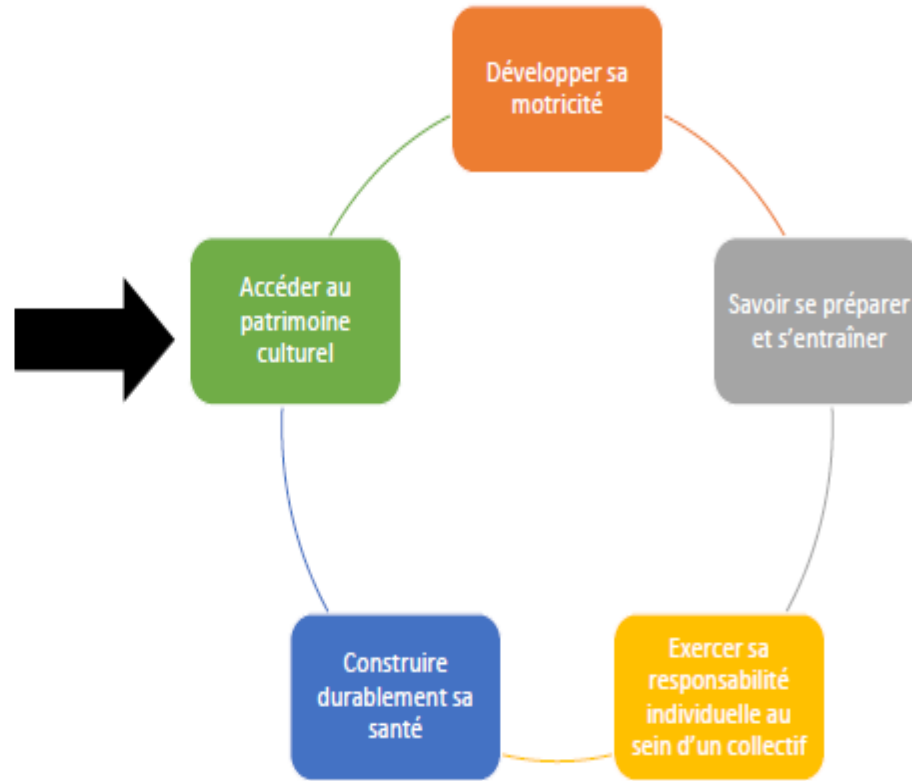 Développer sa
motricité
Accéder au
patrimoine
culturel
Savoir se préparer
et s'entraîner
Construire
durablement sa
santé
Exercer sa
responsabilité
individuelle au
sein d'un collectif